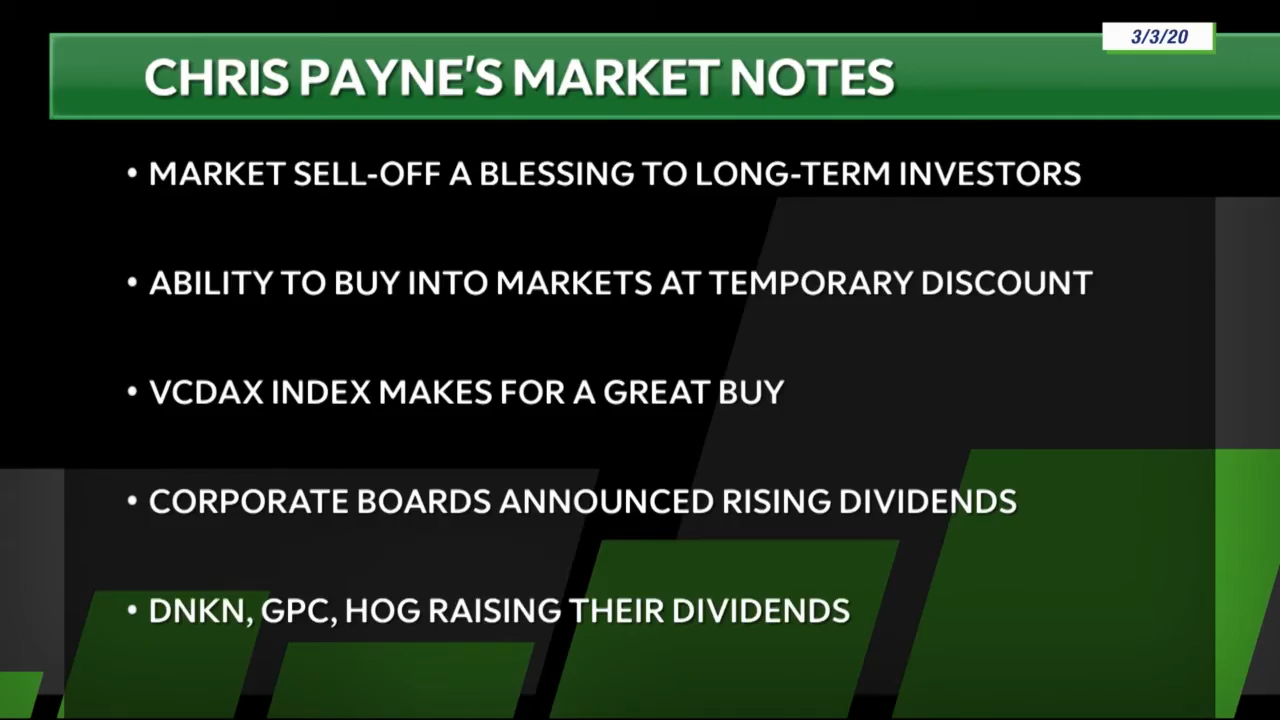 3/3/20
CHRIS PAYNE'S MARKET NOTES
• MARKET SELL-OFF A BLESSING TO LONG-TERM INVESTORS
• ABILITY TO BUY INTO MARKETS AT TEMPORARY DISCOUNT
• VCDAX INDEX MAKES FOR A GREAT BUY
• CORPORATE BOARDS ANNOUNCED RISING DIVIDENDS
• DNKN, GPC, HOG RAISING THEIR DIVIDENDS